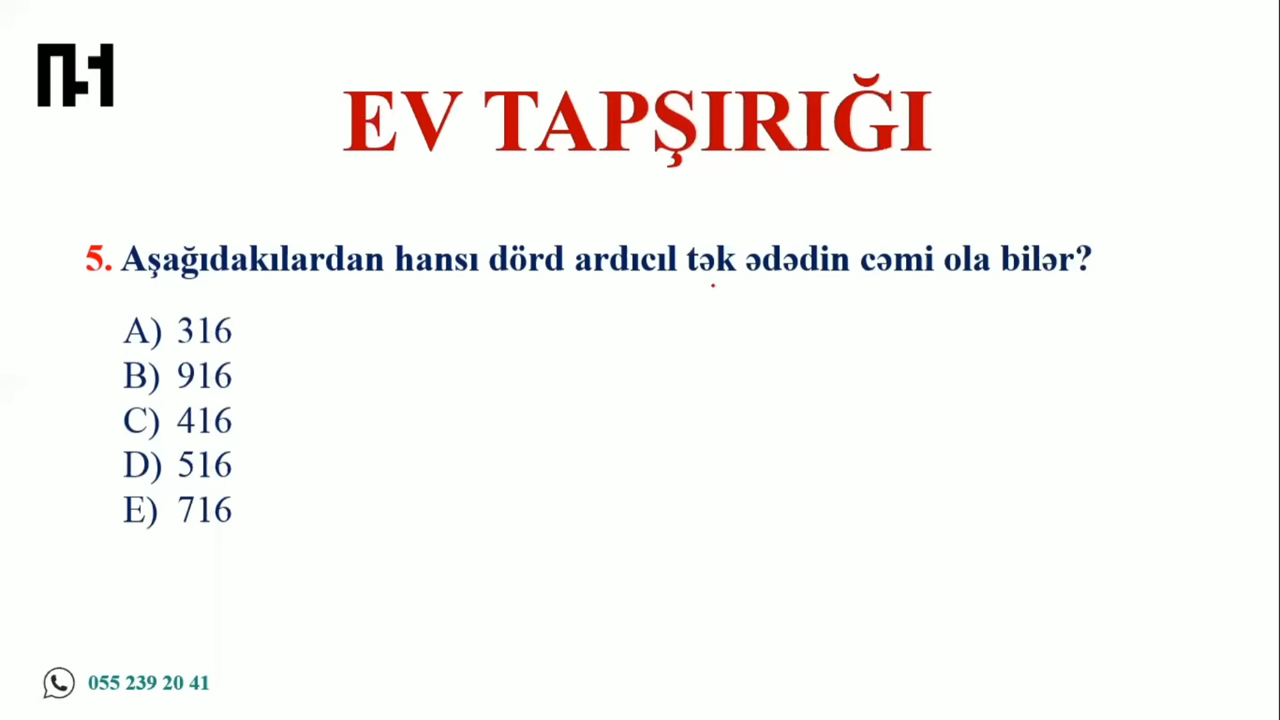 EV TAPŞIRIĞI
5. Aşağıdakılardan hansı dörd ardıcıl tək ədədin cəmi ola bilər?
A) 316
B) 916
C) 416
D) 516
E) 716
055 239 20 41